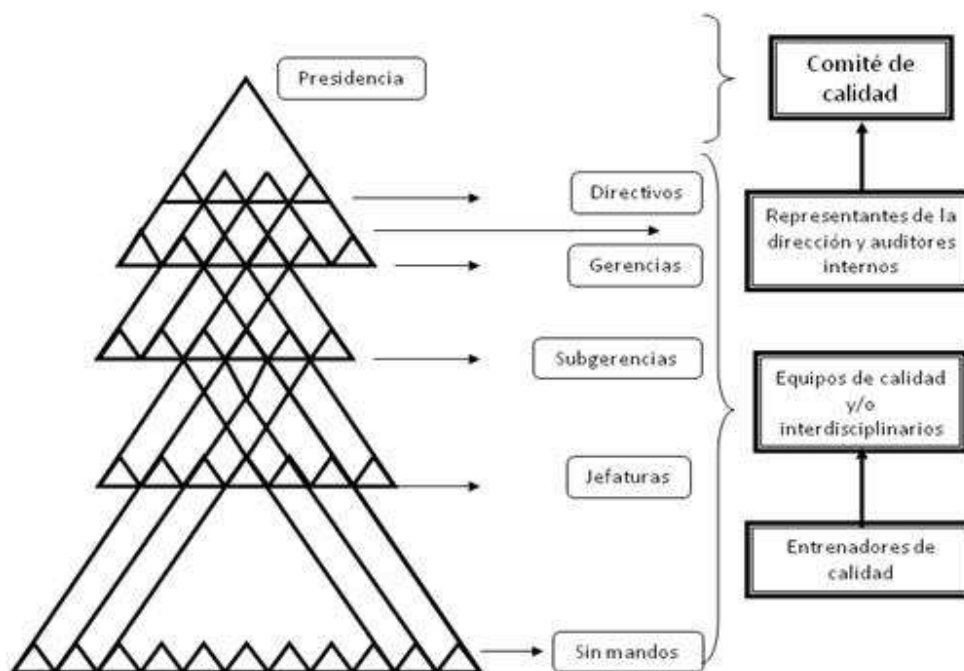 Presidencia
Directivos
Gerencias
Subgerencias
Jefaturas
Sin mandos
Comité de
calidad
Representantes de la
dirección y auditores
internos
Equipos de calidad
y/o
interdisciplinarios
Entrenadores de
calidad